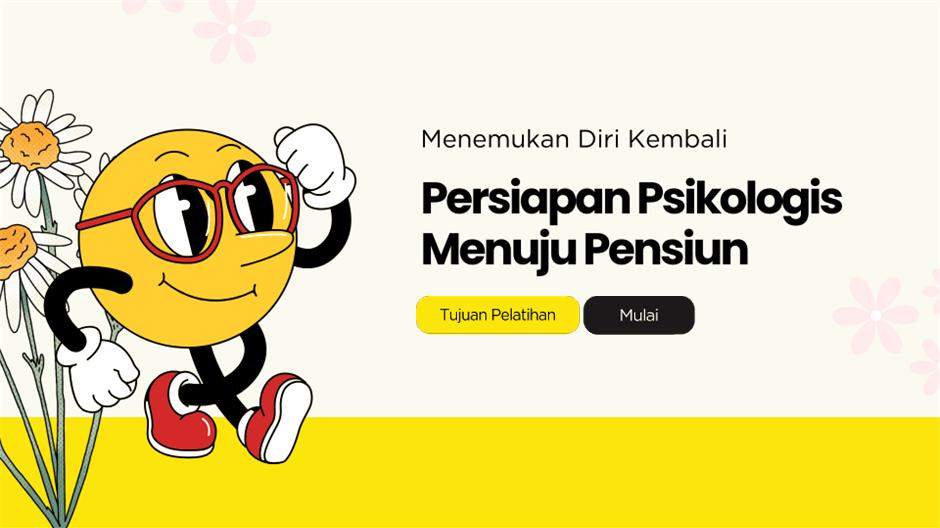 Menemukan Diri Kembali
Persiapan Psikologis
Menuju Pensiun
Tujuan Pelatihan
Mulai